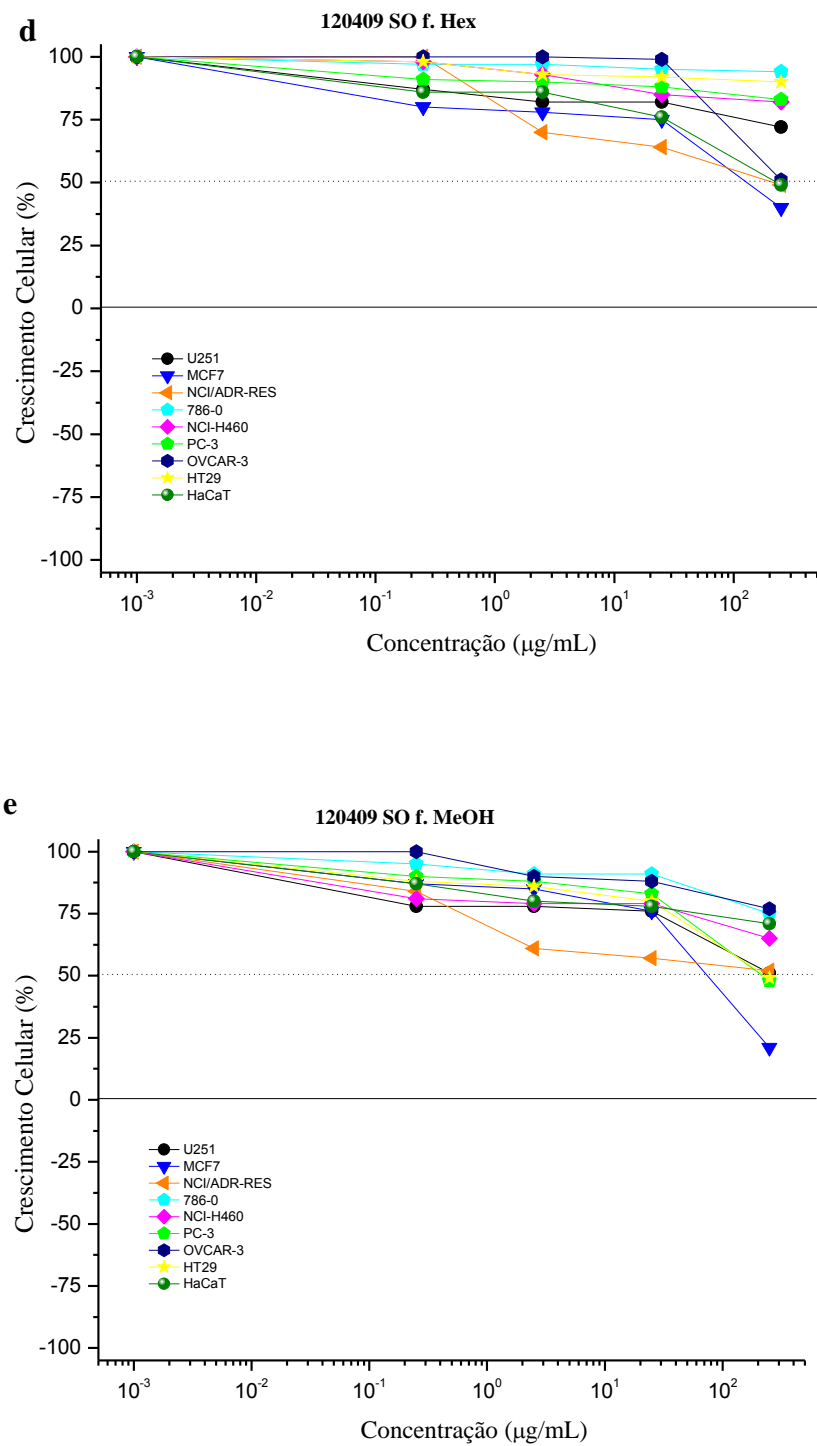 d
120409 SO f. Hex
100
75
50
25
0
-25
-50
-75
-100
Crescimento Celular (%)
U251
MCF7
NCI/ADR-RES
786-0
NCI-H460
PC-3
OVCAR-3
HT29
HaCaT
10⁻³ 10⁻² 10⁻¹ 10⁰ 10¹ 10²
Concentração (μg/mL)
e
120409 SO f. MeOH
100
75
50
25
0
-25
-50
-75
-100
Crescimento Celular (%)
U251
MCF7
NCI/ADR-RES
786-0
NCI-H460
PC-3
OVCAR-3
HT29
HaCaT
10⁻³ 10⁻² 10⁻¹ 10⁰ 10¹ 10²
Concentração (μg/mL)